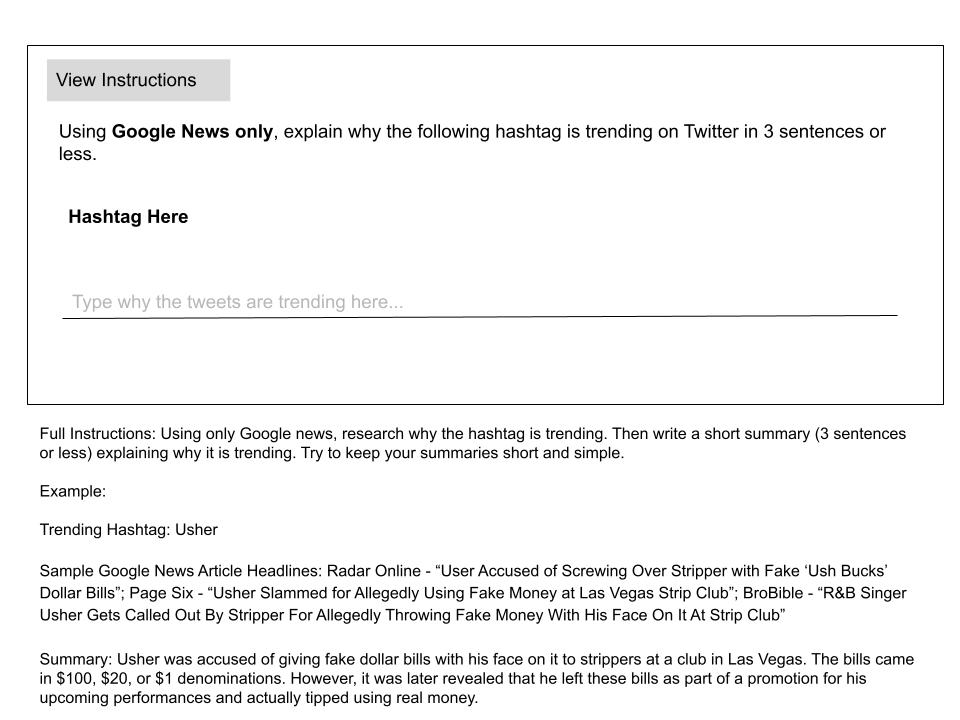 View Instructions
Using Google News only, explain why the following hashtag is trending on Twitter in 3 sentences or
less.
Hashtag Here
Type why the tweets are trending here...
Full Instructions: Using only Google news, research why the hashtag is trending. Then write a short summary (3 sentences
or less) explaining why it is trending. Try to keep your summaries short and simple.
Example:
Trending Hashtag: Usher
Sample Google News Article Headlines: Radar Online - “User Accused of Screwing Over Stripper with Fake ‘Ush Bucks’
Dollar Bills”; Page Six - “Usher Slammed for Allegedly Using Fake Money at Las Vegas Strip Club”; BroBible - “R&B Singer
Usher Gets Called Out By Stripper For Allegedly Throwing Fake Money With His Face On It At Strip Club”
Summary: Usher was accused of giving fake dollar bills with his face on it to strippers at a club in Las Vegas. The bills came
in $100, $20, or $1 denominations. However, it was later revealed that he left these bills as part of a promotion for his
upcoming performances and actually tipped using real money.